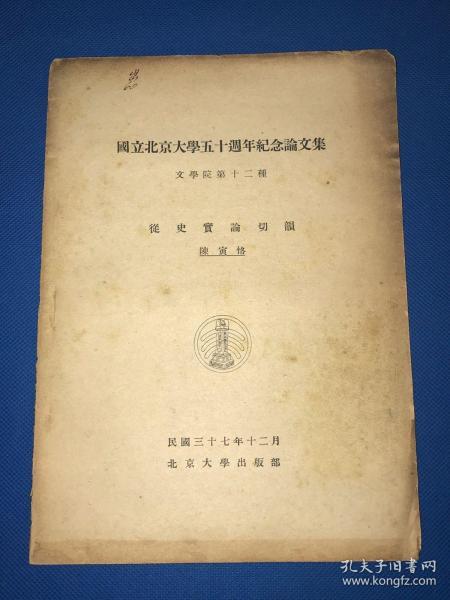 國立北京大學五十週年紀念論文集
文學院第十二種
從史實論切韻
陳寅恪
民國三十七年十二月
北京大學出版部
孔夫子旧书网
www.kongfz.com